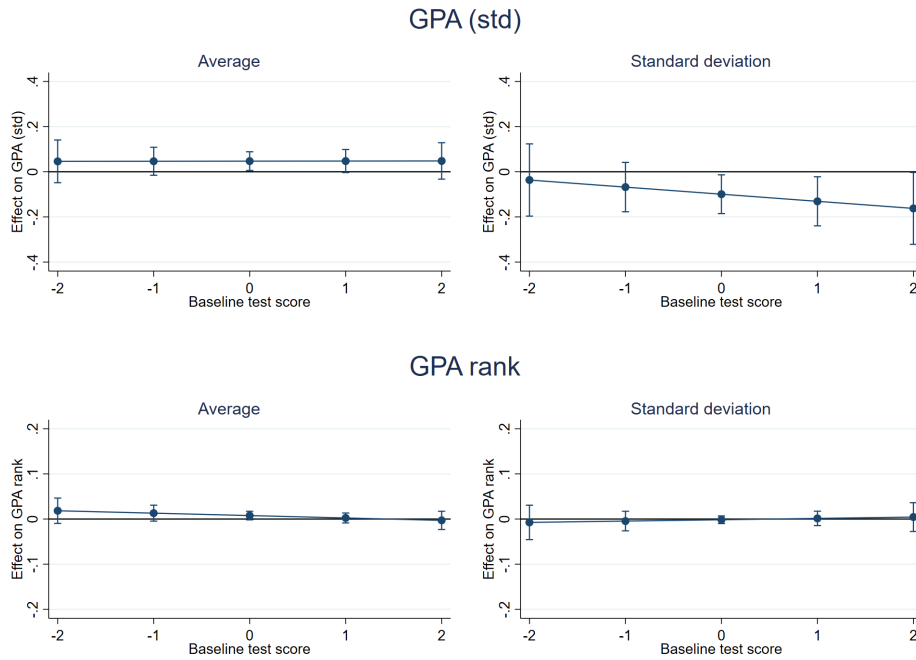 GPA (std)
Average
Effect on GPA (std)
.4
.2
0
-.2
-.4
-2 -1 0 1 2
Baseline test score
Standard deviation
Effect on GPA (std)
.4
.2
0
-.2
-.4
-2 -1 0 1 2
Baseline test score
GPA rank
Average
Effect on GPA rank
.2
.1
0
-.1
-.2
-2 -1 0 1 2
Baseline test score
Standard deviation
Effect on GPA rank
.2
.1
0
-.1
-.2
-2 -1 0 1 2
Baseline test score